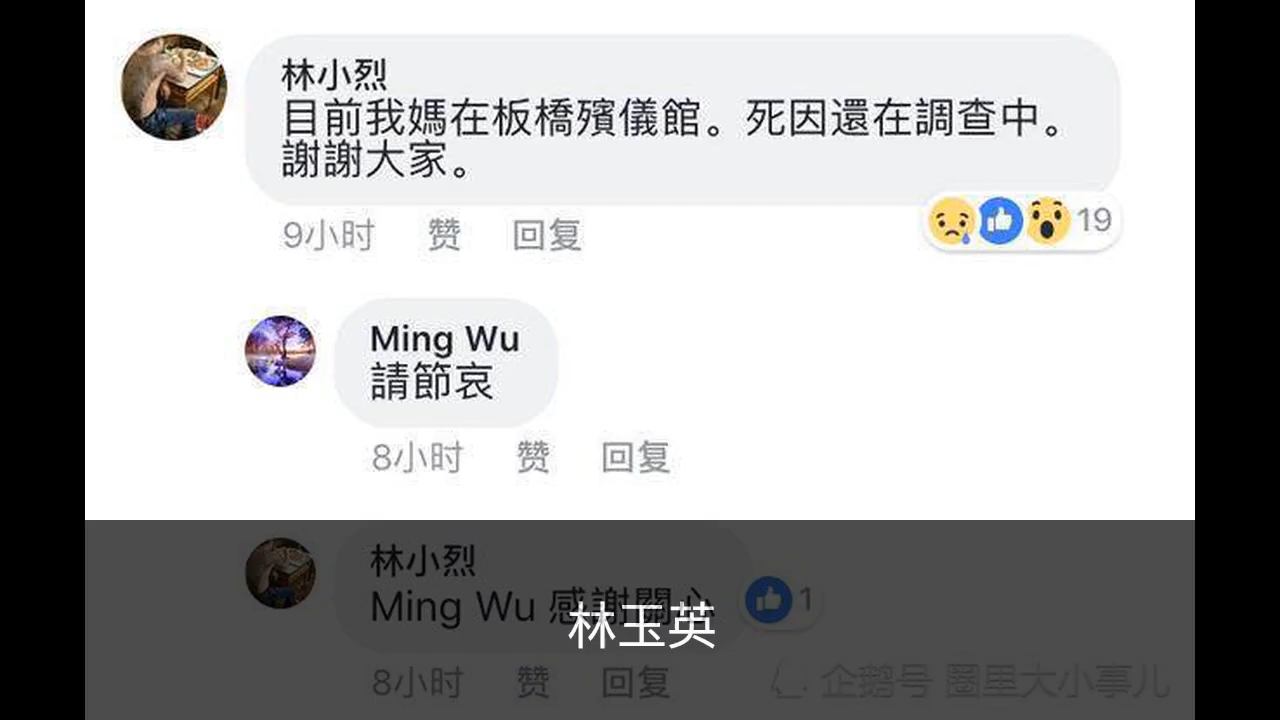 林小烈
目前我媽在板橋殯儀館。死因還在調查中。
謝謝大家。
9小时 赞 回复
19
Ming Wu
請節哀
8小时 赞 回复
林小烈
Ming Wu 感謝關心
1
林玉英
8小时 赞 回复
企鹅号 圈里大小事儿